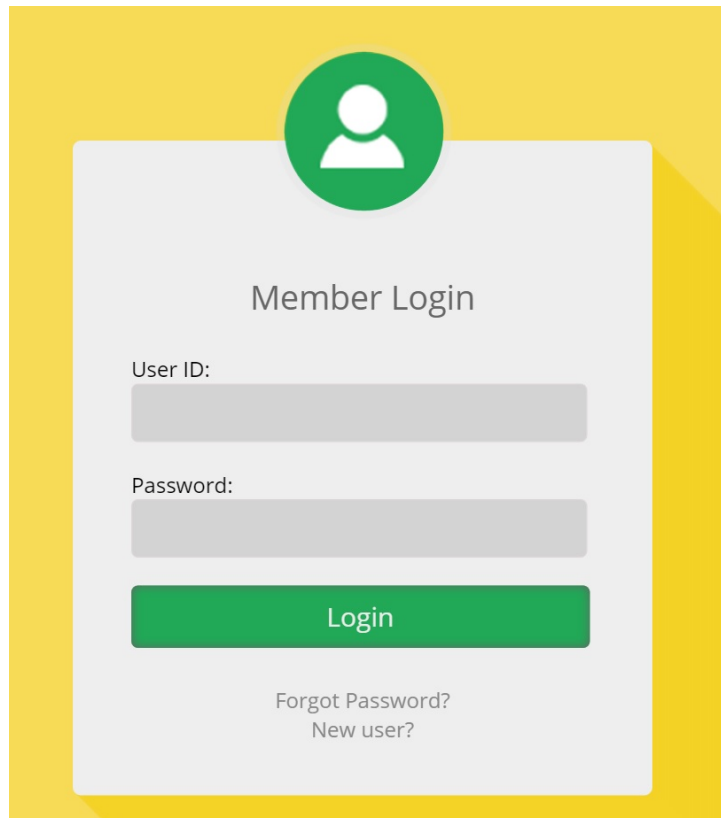 Member Login
User ID:
Password:
Login
Forgot Password?
New user?